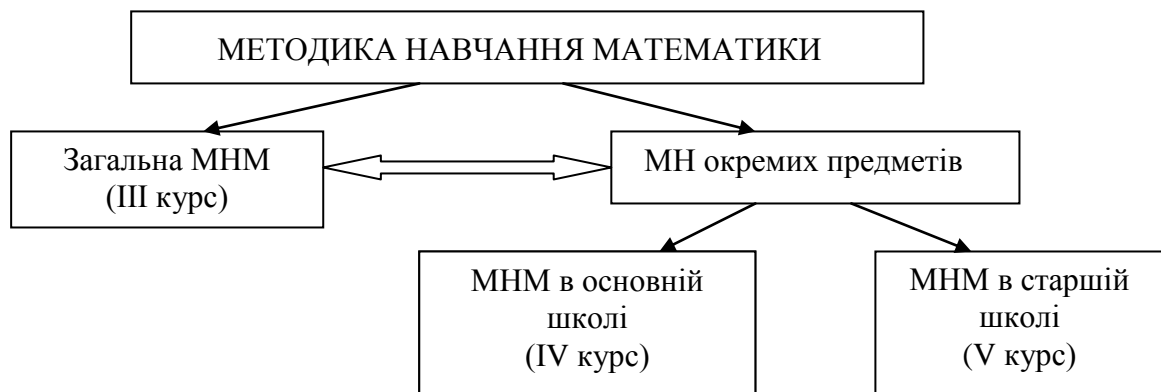 МЕТОДИКА НАВЧАННЯ МАТЕМАТИКИ
Загальна МНМ
(ІІІ курс)
МН окремих предметів
МНМ в основній
школі
(IV курс)
МНМ в старшій
школі
(V курс)